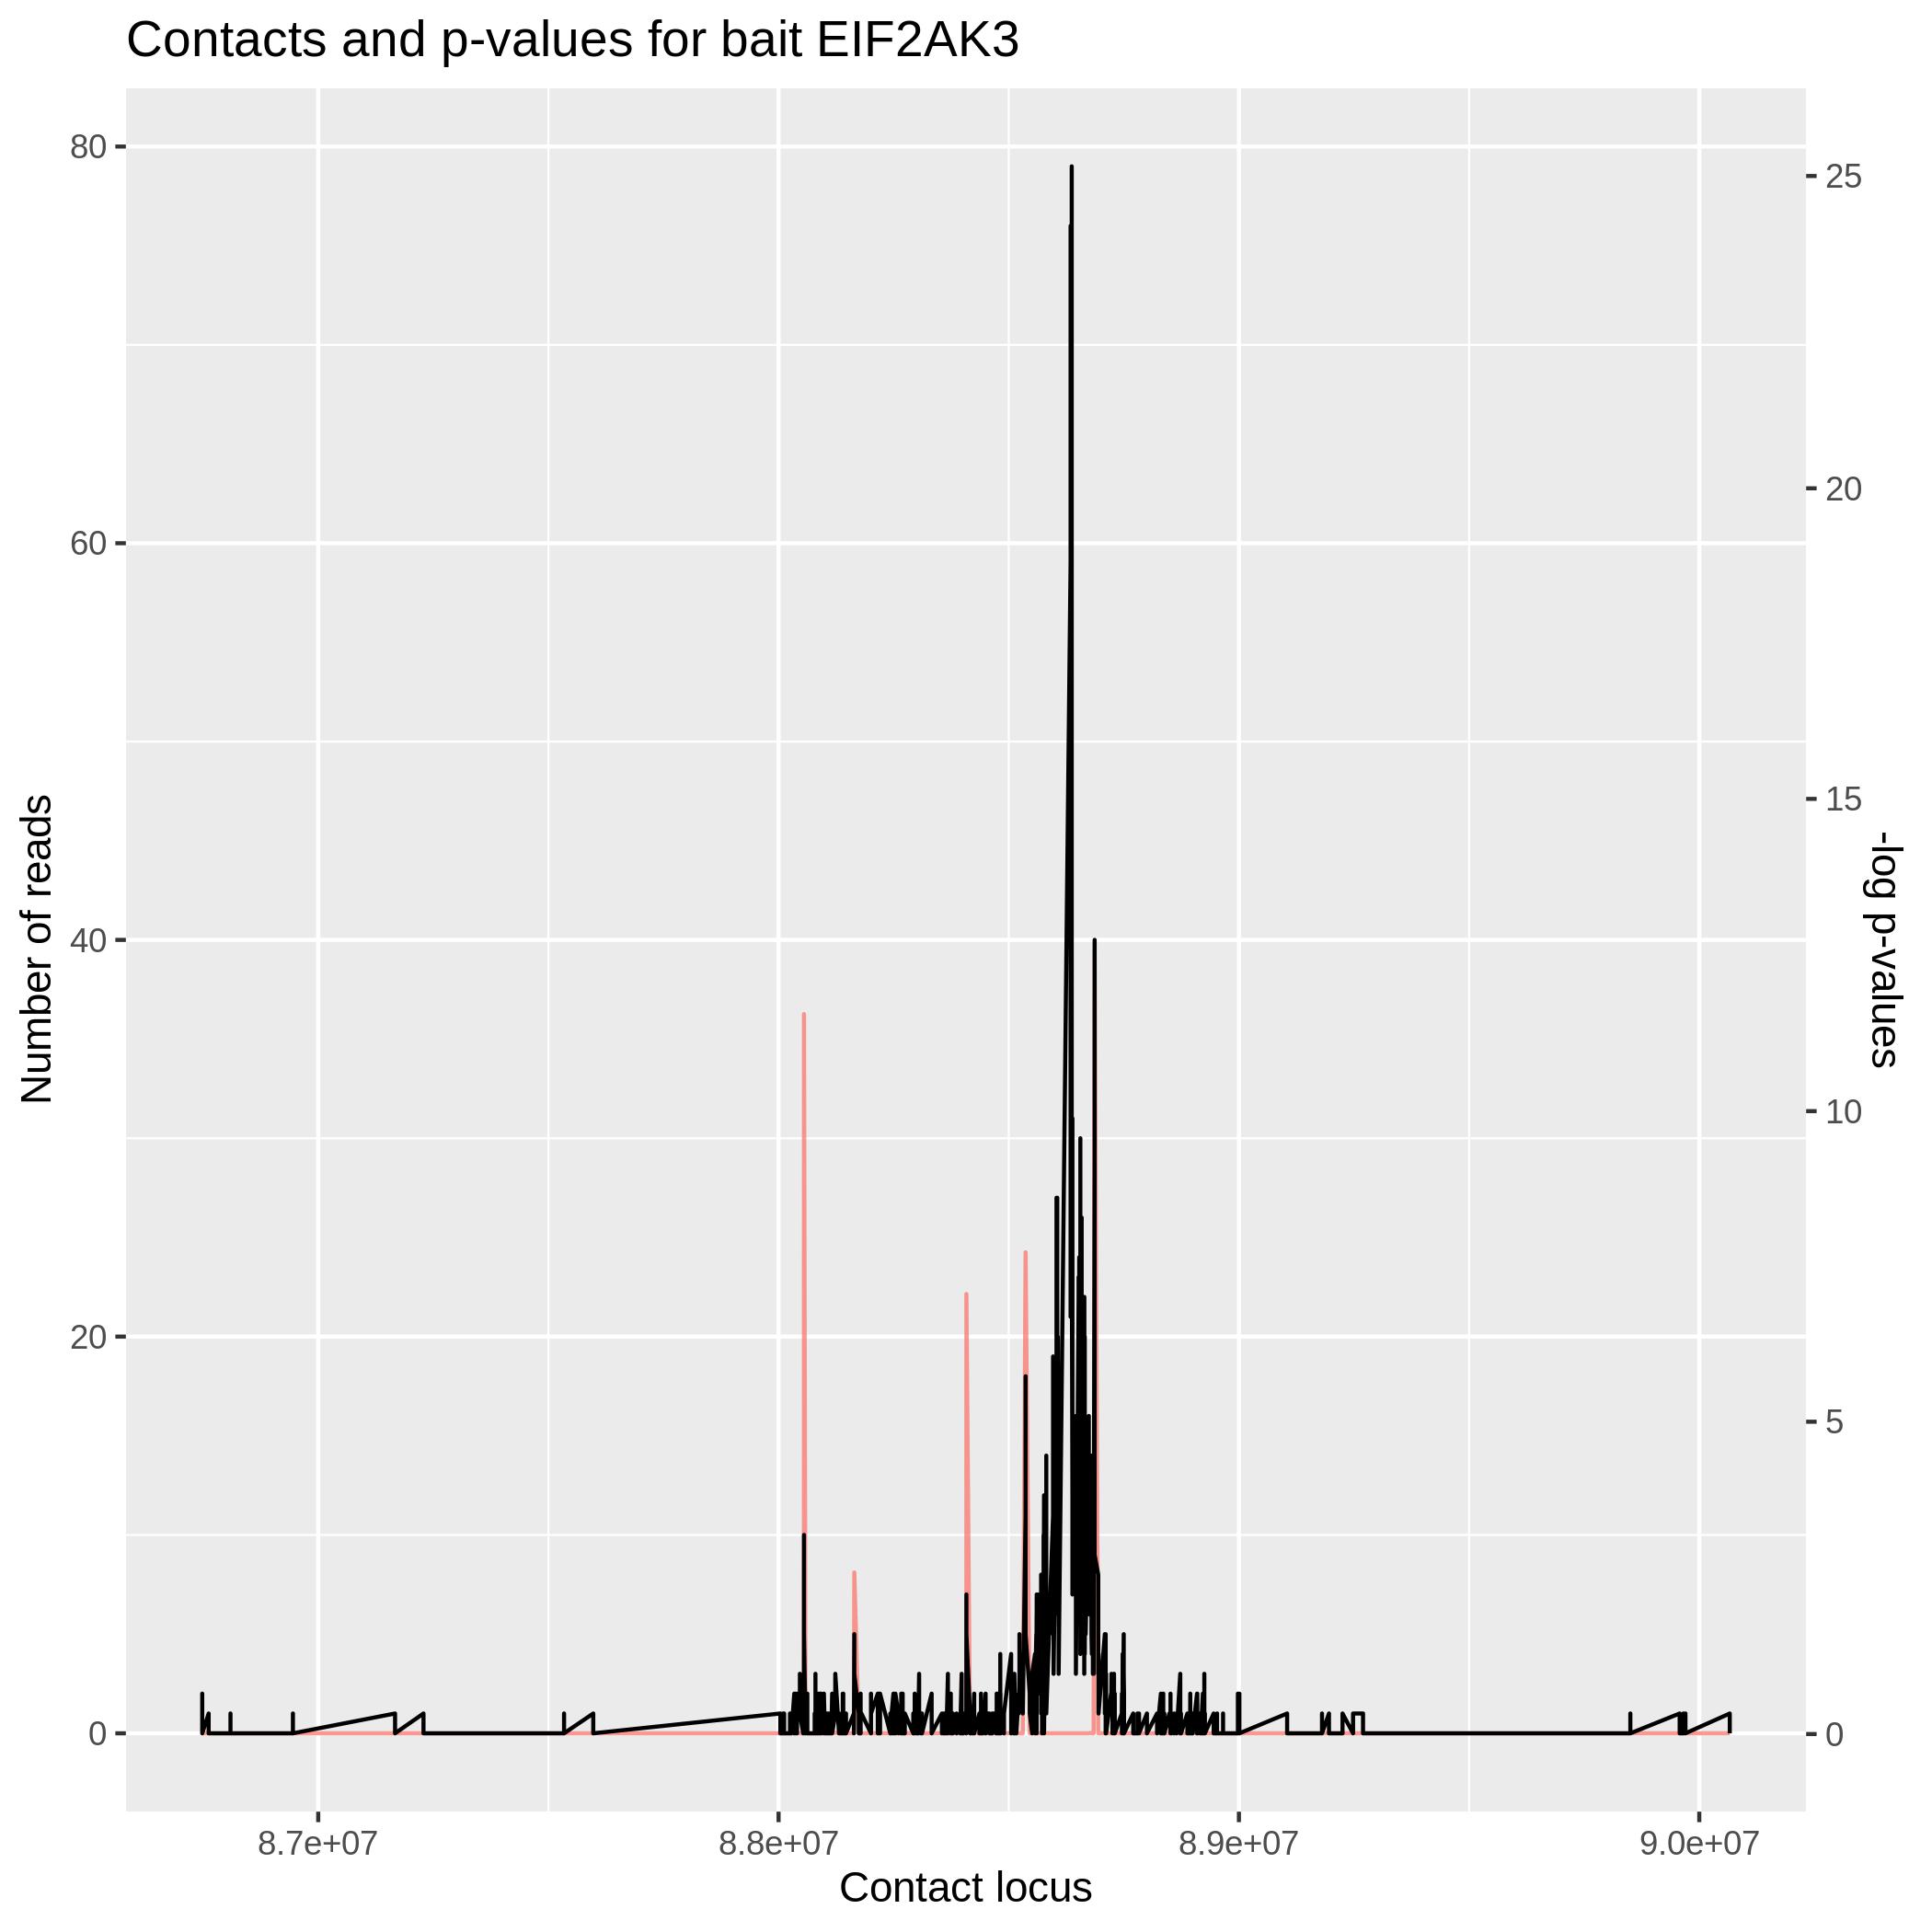 Contacts and p-values for bait EIF2AK3
80
60
40
20
0
Number of reads
25
20
15
10
5
0
-log p-values
8.7e+07
8.8e+07
8.9e+07
9.0e+07
Contact locus